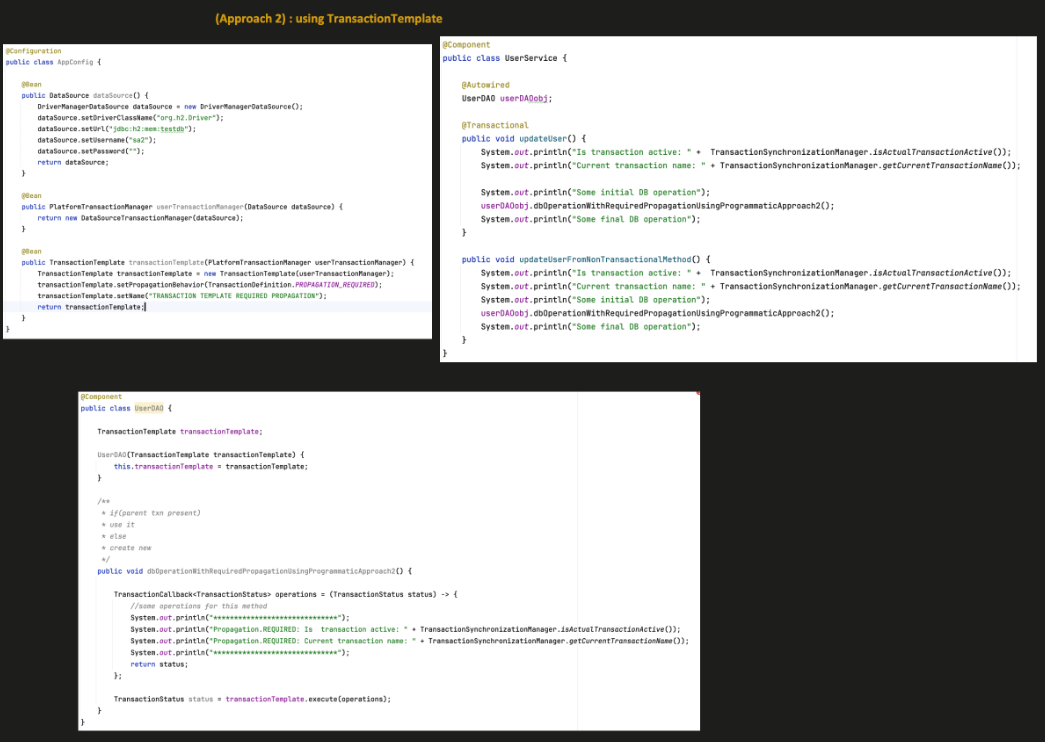 (Approach 2) : using TransactionTemplate
@Configuration
public class AppConfig {
@Bean
public DataSource dataSource() {
DriverManagerDataSource dataSource = new DriverManagerDataSource();
dataSource.setDriverClassName("org.h2.Driver");
dataSource.setUrl("jdbc:h2:mem:testdb");
dataSource.setUsername("sa2");
dataSource.setPassword("");
return dataSource;
}
@Bean
public PlatformTransactionManager userTransactionManager(DataSource dataSource) {
return new DataSourceTransactionManager(dataSource);
}
@Bean
public TransactionTemplate transactionTemplate(PlatformTransactionManager userTransactionManager) {
TransactionTemplate transactionTemplate = new TransactionTemplate(userTransactionManager);
transactionTemplate.setPropagationBehavior(TransactionDefinition.PROPAGATION_REQUIRED);
transactionTemplate.setName("TRANSACTION TEMPLATE REQUIRED PROPAGATION");
return transactionTemplate;
}
}
@Component
public class UserService {
@Autowired
UserDAO userDAOobj;
@Transactional
public void updateUser() {
System.out.println("Is transaction active: " + TransactionSynchronizationManager.isActualTransactionActive());
System.out.println("Current transaction name: " + TransactionSynchronizationManager.getCurrentTransactionName());
System.out.println("Some initial DB operation");
userDAOobj.dbOperationWithRequiredPropagationUsingProgrammaticApproach2();
System.out.println("Some final DB operation");
}
public void updateUserFromNonTransactionalMethod() {
System.out.println("Is transaction active: " + TransactionSynchronizationManager.isActualTransactionActive());
System.out.println("Current transaction name: " + TransactionSynchronizationManager.getCurrentTransactionName());
System.out.println("Some initial DB operation");
userDAOobj.dbOperationWithRequiredPropagationUsingProgrammaticApproach2();
System.out.println("Some final DB operation");
}
}
@Component
public class UserDAO {
TransactionTemplate transactionTemplate;
UserDAO(TransactionTemplate transactionTemplate) {
this.transactionTemplate = transactionTemplate;
}
/**
* if(parent txn present)
* use it
* else
* create new
*/
public void dbOperationWithRequiredPropagationUsingProgrammaticApproach2() {
TransactionCallback<TransactionStatus> operations = (TransactionStatus status) -> {
//some operations for this method
System.out.println("******************************");
System.out.println("Propagation.REQUIRED: Is transaction active: " + TransactionSynchronizationManager.isActualTransactionActive());
System.out.println("Propagation.REQUIRED: Current transaction name: " + TransactionSynchronizationManager.getCurrentTransactionName());
System.out.println("******************************");
return status;
};
TransactionStatus status = transactionTemplate.execute(operations);
}
}